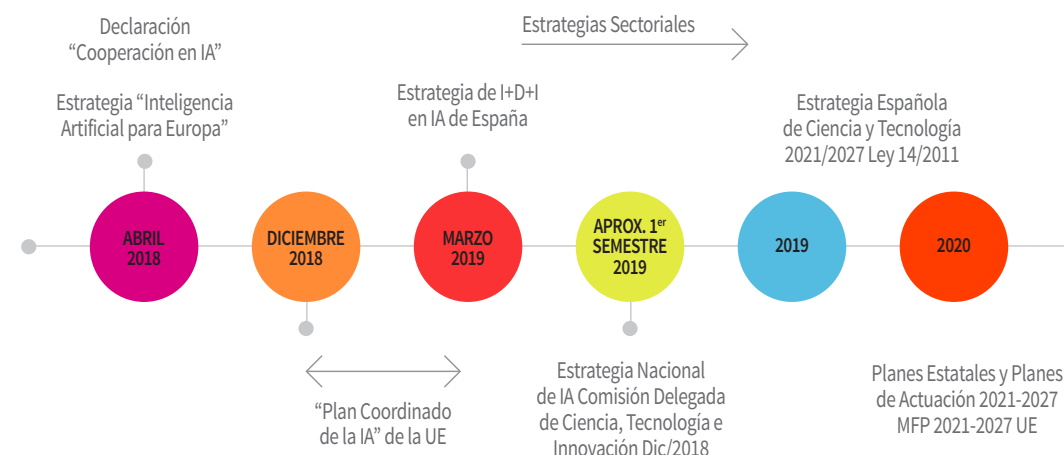 Declaración
“Cooperación en IA”
Estrategia “Inteligencia
Artificial para Europa”
Estrategias Sectoriales
Estrategia de I+D+I
en IA de España
Estrategia Española
de Ciencia y Tecnología
2021/2027 Ley 14/2011
ABRIL
2018
DICIEMBRE
2018
MARZO
2019
APROX. 1er
SEMESTRE
2019
2019
2020
“Plan Coordinado
de la IA” de la UE
Estrategia Nacional
de IA Comisión Delegada
de Ciencia, Tecnología e
Innovación Dic/2018
Planes Estatales y Planes
de Actuación 2021-2027
MFP 2021-2027 UE